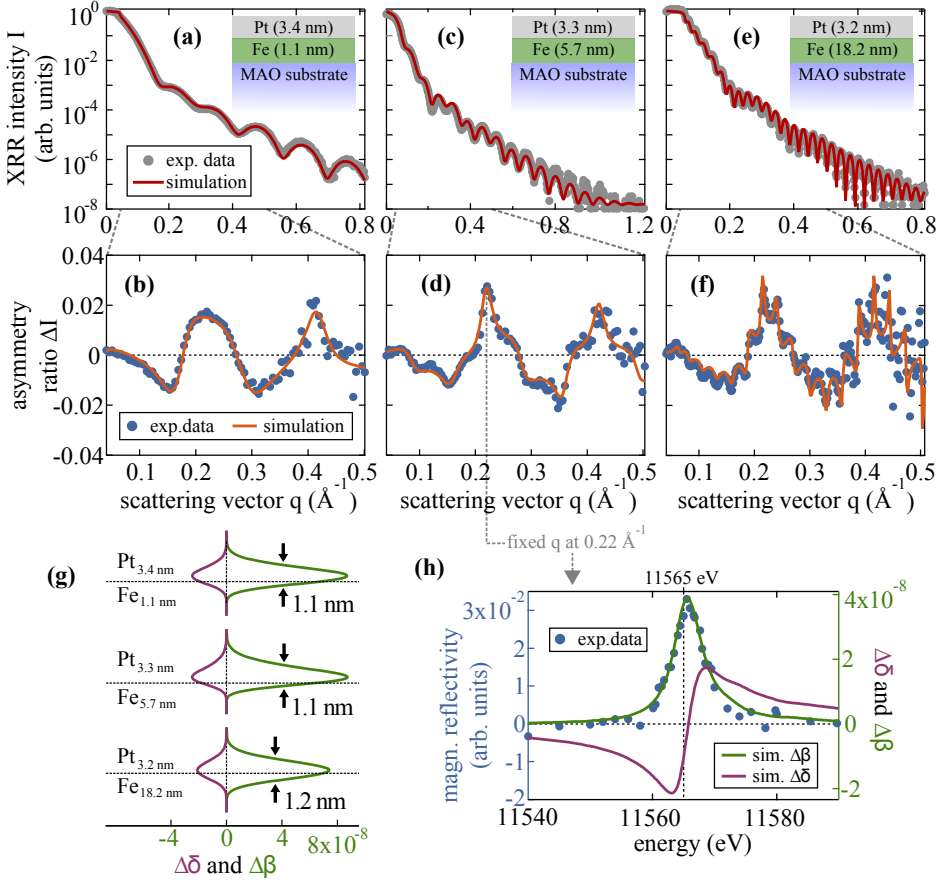 XRR intensity I
(arb. units)
10⁰
10⁻²
10⁻⁴
10⁻⁶
10⁻⁸
(a)
Pt (3.4 nm)
Fe (1.1 nm)
MAO substrate
exp. data
simulation
0 0.2 0.4 0.6 0.8
(c)
Pt (3.3 nm)
Fe (5.7 nm)
MAO substrate
0 0.4 0.8 1.2
(e)
Pt (3.2 nm)
Fe (18.2 nm)
MAO substrate
0 0.2 0.4 0.6 0.8
asymmetry
ratio ΔI
0.04
0.02
0
-0.02
-0.04
(b)
exp.data
simulation
0.1 0.2 0.3 0.4 0.5
scattering vector q (Å⁻¹)
(d)
0.1 0.2 0.3 0.4 0.5
scattering vector q (Å⁻¹)
(f)
0.1 0.2 0.3 0.4 0.5
scattering vector q (Å⁻¹)
fixed q at 0.22 Å⁻¹
(g)
Pt3.4 nm
Fe1.1 nm
1.1 nm
Pt3.3 nm
Fe5.7 nm
1.1 nm
Pt3.2 nm
Fe18.2 nm
1.2 nm
-4 0 4 8x10⁻⁸
Δδ and Δβ
(h)
11565 eV
magn. reflectivity
(arb. units)
3x10⁻²
2
1
0
-1
-2
exp.data
sim. Δβ
sim. Δδ
4x10⁻⁸
2
0
-2
Δδ and Δβ
11540 11560 11580
energy (eV)